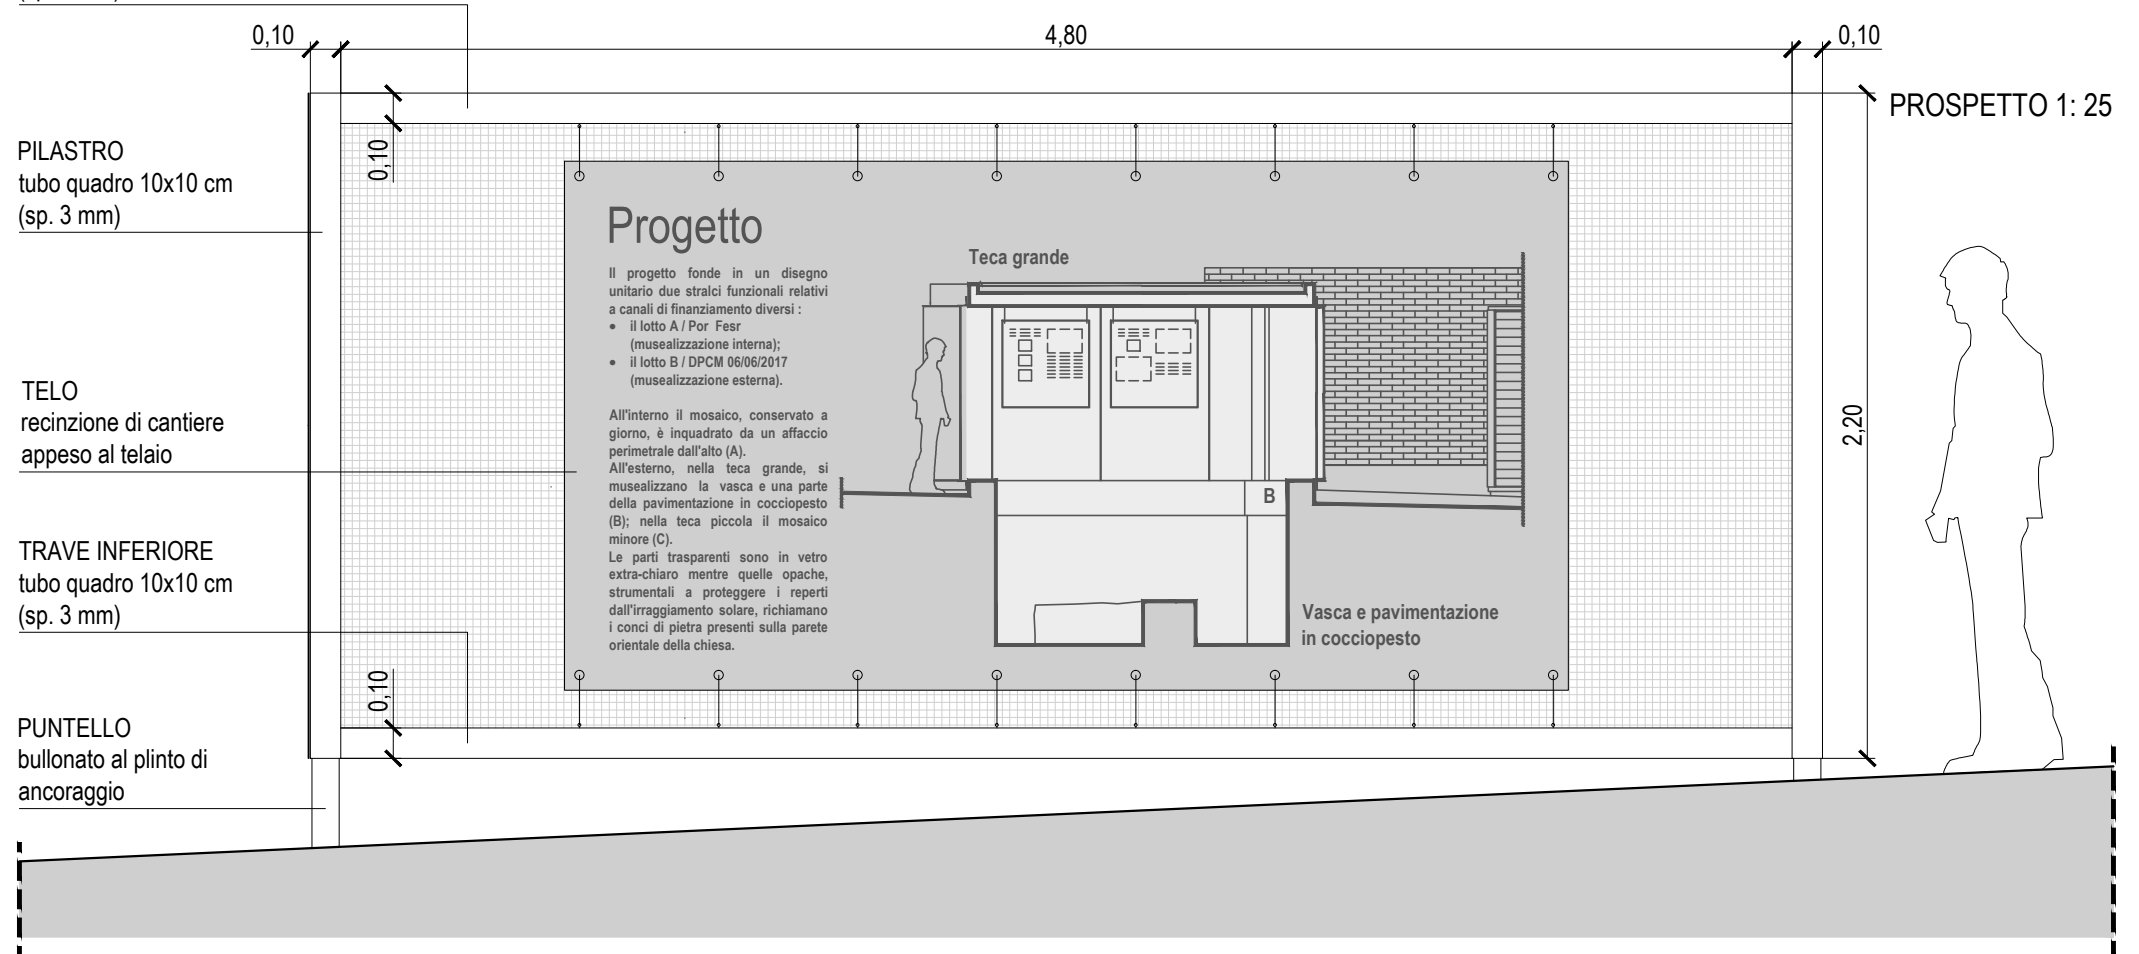 0,10
4,80
0,10
PROSPETTO 1: 25
0,10
PILASTRO
tubo quadro 10x10 cm
(sp. 3 mm)
TELO
recinzione di cantiere
appeso al telaio
TRAVE INFERIORE
tubo quadro 10x10 cm
(sp. 3 mm)
PUNTELLO
bullonato al plinto di
ancoraggio
0,10
2,20
Progetto
Il progetto fonde in un disegno
unitario due stralci funzionali relativi
a canali di finanziamento diversi :
• il lotto A / Por Fesr
(musealizzazione interna);
• il lotto B / DPCM 06/06/2017
(musealizzazione esterna).
All'interno il mosaico, conservato a
giorno, è inquadrato da un affaccio
perimetrale dall'alto (A).
All'esterno, nella teca grande, si
musealizzano la vasca e una parte
della pavimentazione in cocciopesto
(B); nella teca piccola il mosaico
minore (C).
Le parti trasparenti sono in vetro
extra-chiaro mentre quelle opache,
strumentali a proteggere i reperti
dall'irraggiamento solare, richiamano
i conci di pietra presenti sulla parete
orientale della chiesa.
Teca grande
B
Vasca e pavimentazione
in cocciopesto